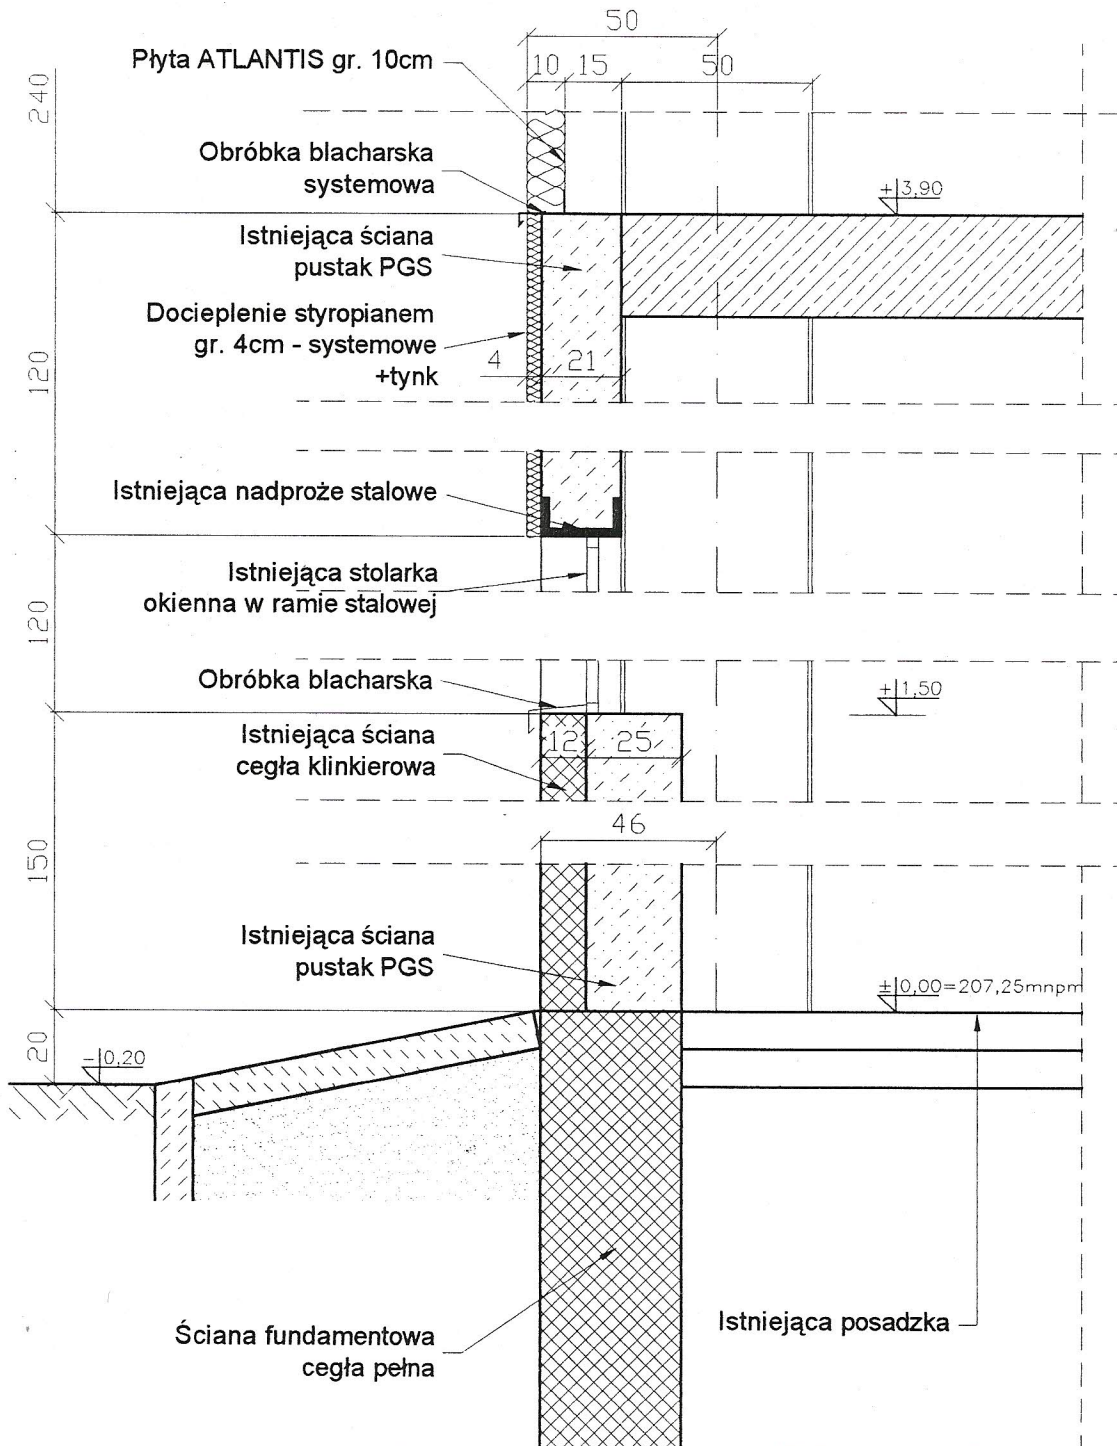 50
Płyta ATLANTIS gr. 10cm
10 15 50
240
Obróbka blacharska
systemowa
+3,90
Istniejąca ściana
pustak PGS
Docieplenie styropianem
gr. 4cm - systemowe
+tynk
4 21
120
Istniejąca nadproże stalowe
Istniejąca stolarka
okienna w ramie stalowej
120
Obróbka blacharska
+1,50
Istniejąca ściana
cegła klinkierowa
12 25
46
150
Istniejąca ściana
pustak PGS
±0,00=207,25mnpm
20
-0,20
Ściana fundamentowa
cegła pełna
Istniejąca posadzka